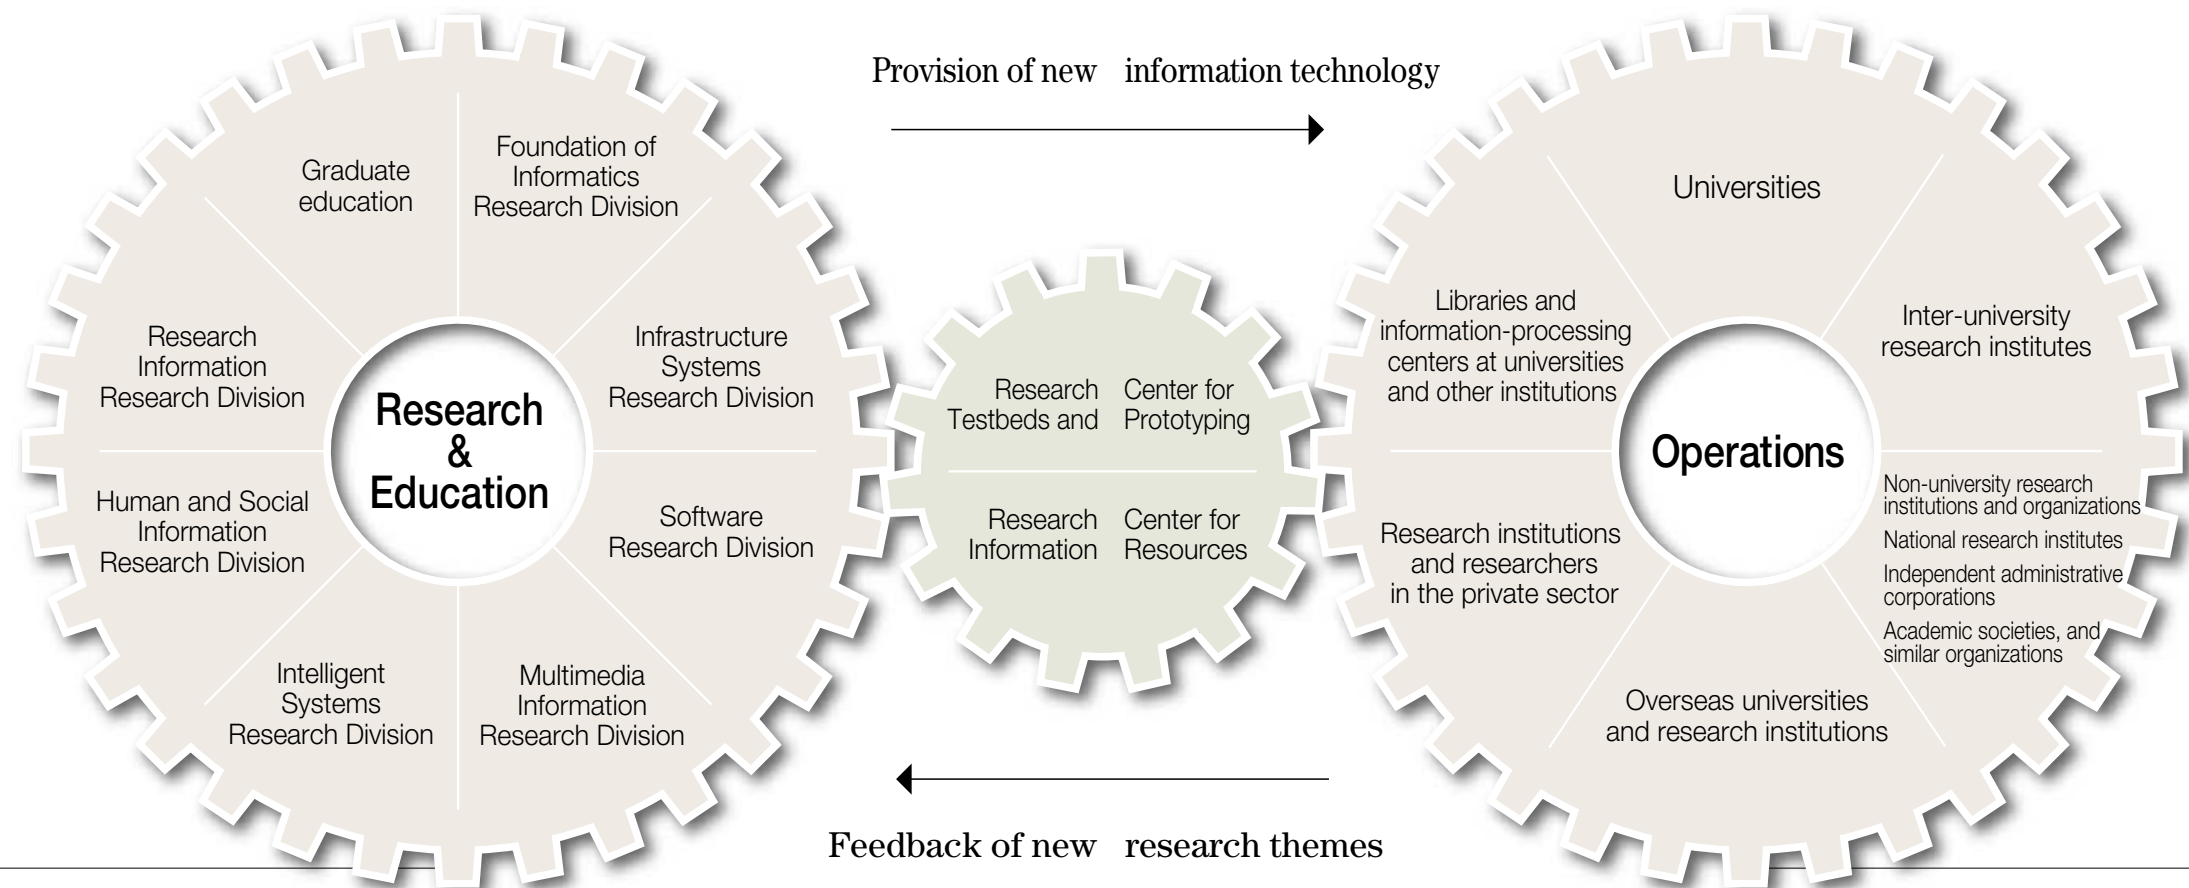 Provision of new information technology
Graduate
education
Foundation of
Informatics
Research Division
Research
Information
Research Division
Infrastructure
Systems
Research Division
Research
&
Education
Human and Social
Information
Research Division
Software
Research Division
Intelligent
Systems
Research Division
Multimedia
Information
Research Division
Research Center for
Testbeds and Prototyping
Research Center for
Information Resources
Universities
Libraries and
information-processing
centers at universities
and other institutions
Inter-university
research institutes
Operations
Research institutions
and researchers
in the private sector
Non-university research
institutions and organizations
National research institutes
Independent administrative
corporations
Academic societies, and
similar organizations
Overseas universities
and research institutions
Feedback of new research themes